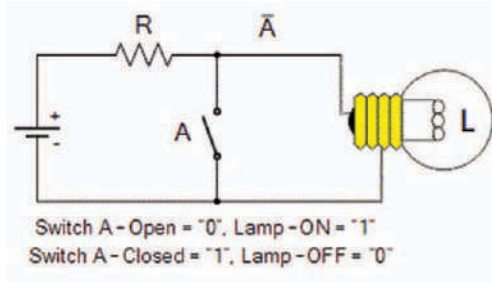 R
Ā
+
-
A
L
Switch A - Open = "0", Lamp - ON = "1"
Switch A - Closed = "1", Lamp - OFF = "0"